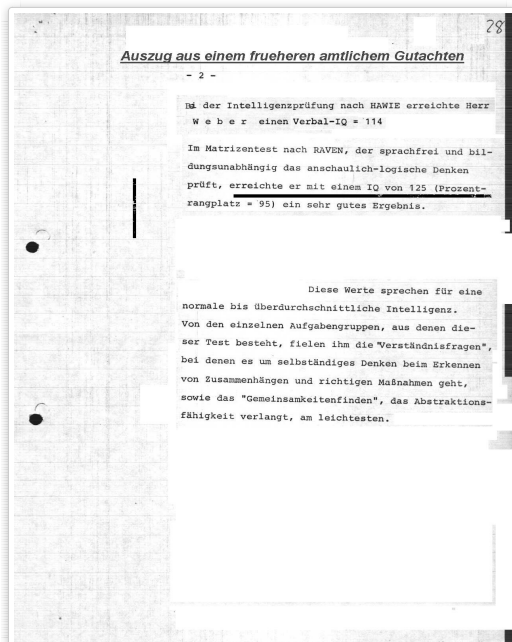 28
Auszug aus einem frueheren amtlichem Gutachten
- 2 -
Bei der Intelligenzprüfung nach HAWIE erreichte Herr
W e b e r einen Verbal-IQ = 114
Im Matrizentest nach RAVEN, der sprachfrei und bil-
dungsunabhängig das anschaulich-logische Denken
prüft, erreichte er mit einem IQ von 125 (Prozent-
rangplatz = 95) ein sehr gutes Ergebnis.
Diese Werte sprechen für eine
normale bis überdurchschnittliche Intelligenz.
Von den einzelnen Aufgabengruppen, aus denen die-
ser Test besteht, fielen ihm die "Verständnisfragen",
bei denen es um selbständiges Denken beim Erkennen
von Zusammenhängen und richtigen Maßnahmen geht,
sowie das "Gemeinsamkeitenfinden", das Abstraktions-
fähigkeit verlangt, am leichtesten.